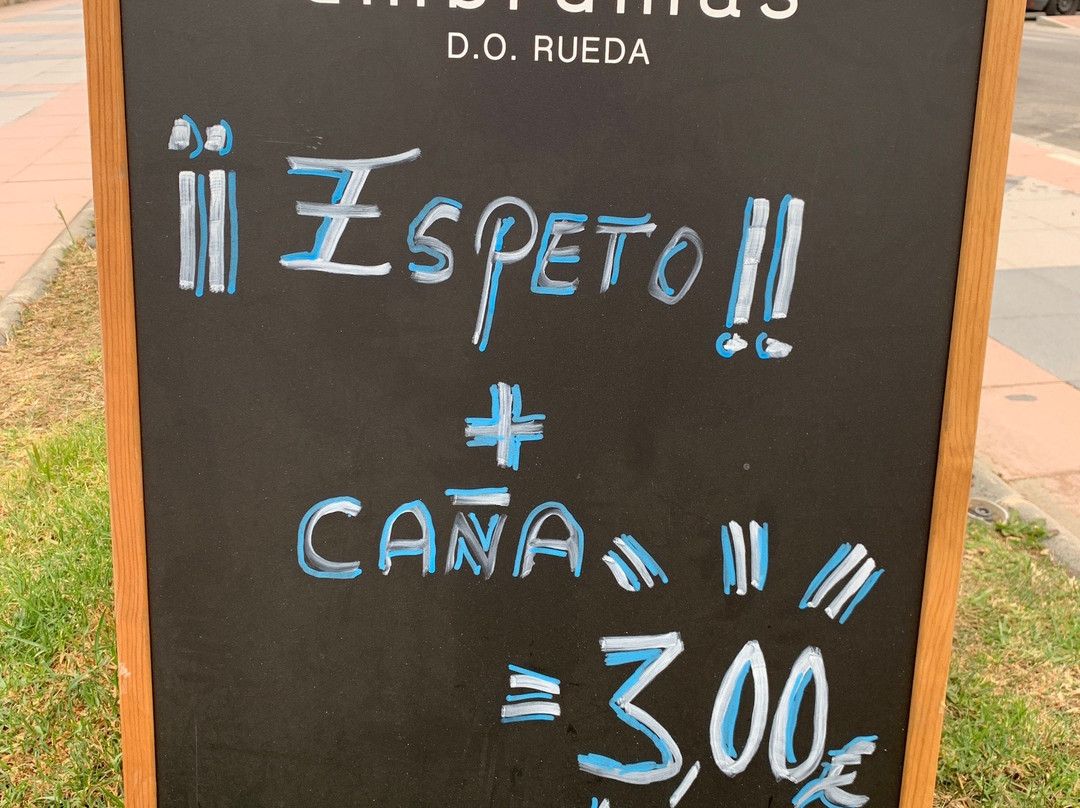 D.O. RUEDA
¡¡ ESPETO !!
+
CAÑA
= 3,00€